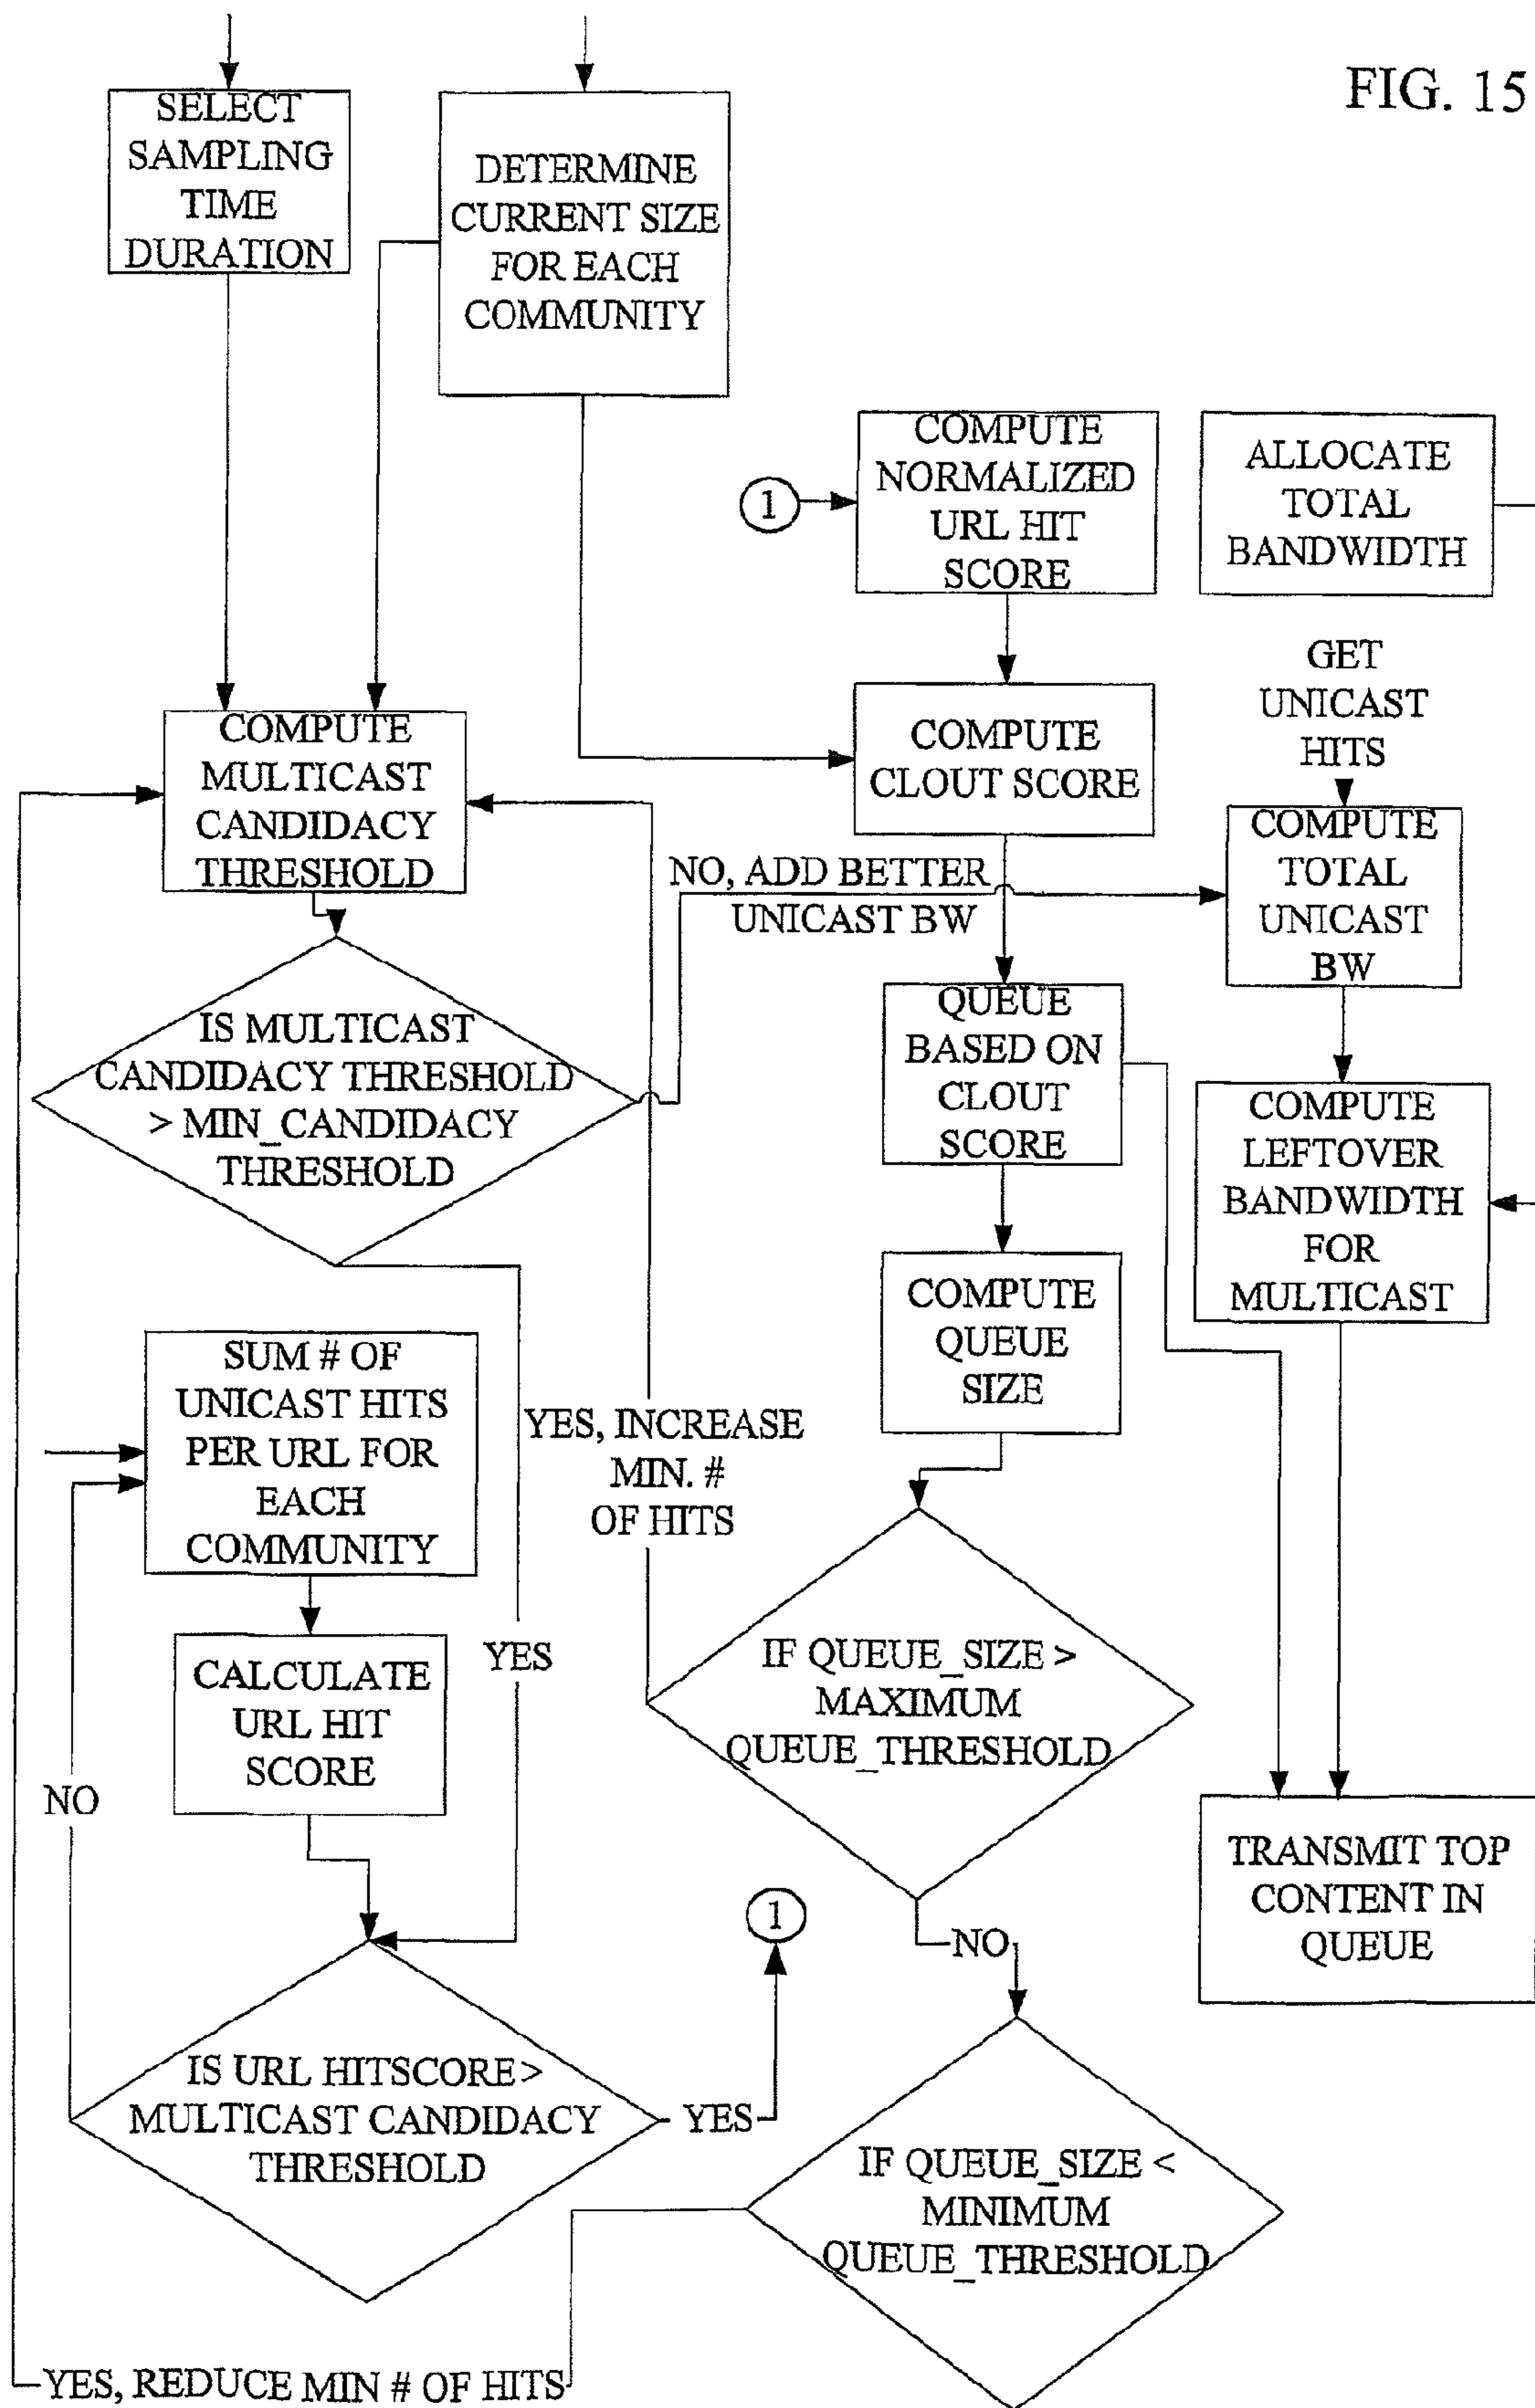 FIG. 15
SELECT
SAMPLING
TIME
DURATION
DETERMINE
CURRENT SIZE
FOR EACH
COMMUNITY
COMPUTE
NORMALIZED
URL HIT
SCORE
1
ALLOCATE
TOTAL
BANDWIDTH
GET
UNICAST
HITS
COMPUTE
MULTICAST
CANDIDACY
THRESHOLD
COMPUTE
CLOUT SCORE
COMPUTE
TOTAL
UNICAST
BW
NO, ADD BETTER
UNICAST BW
IS MULTICAST
CANDIDACY THRESHOLD
> MIN_CANDIDACY
THRESHOLD
QUEUE
BASED ON
CLOUT
SCORE
COMPUTE
LEFTOVER
BANDWIDTH
FOR
MULTICAST
COMPUTE
QUEUE
SIZE
SUM # OF
UNICAST HITS
PER URL FOR
EACH
COMMUNITY
YES, INCREASE
MIN. #
OF HITS
YES
CALCULATE
URL HIT
SCORE
NO
IF QUEUE_SIZE >
MAXIMUM
QUEUE_THRESHOLD
TRANSMIT TOP
CONTENT IN
QUEUE
1
NO
IS URL HITSCORE >
MULTICAST CANDIDACY
THRESHOLD
YES
IF QUEUE_SIZE <
MINIMUM
QUEUE_THRESHOLD
YES, REDUCE MIN # OF HITS